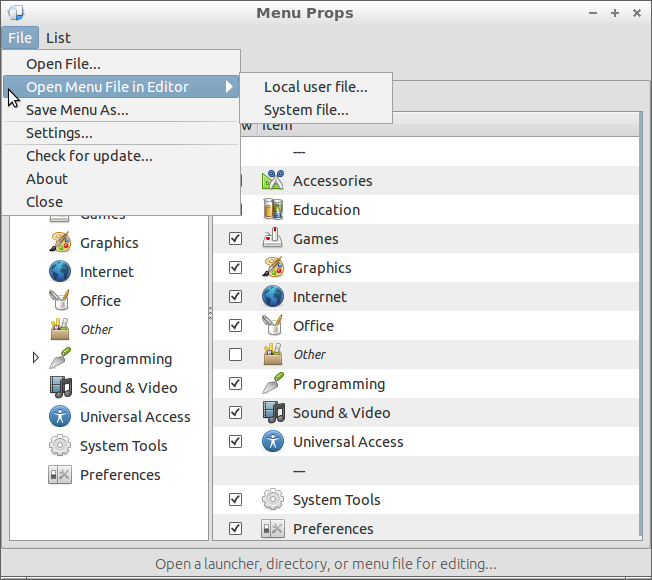 Menu Props
File List
Open File...
Open Menu File in Editor
Local user file...
System file...
Save Menu As...
Settings...
Check for update...
About
Close
Item
---
Accessories
Education
Games
Graphics
Internet
Office
Other
Programming
Sound & Video
Universal Access
System Tools
Preferences
Games
Graphics
Internet
Office
Other
Programming
Sound & Video
Universal Access
---
System Tools
Preferences
Open a launcher, directory, or menu file for editing...